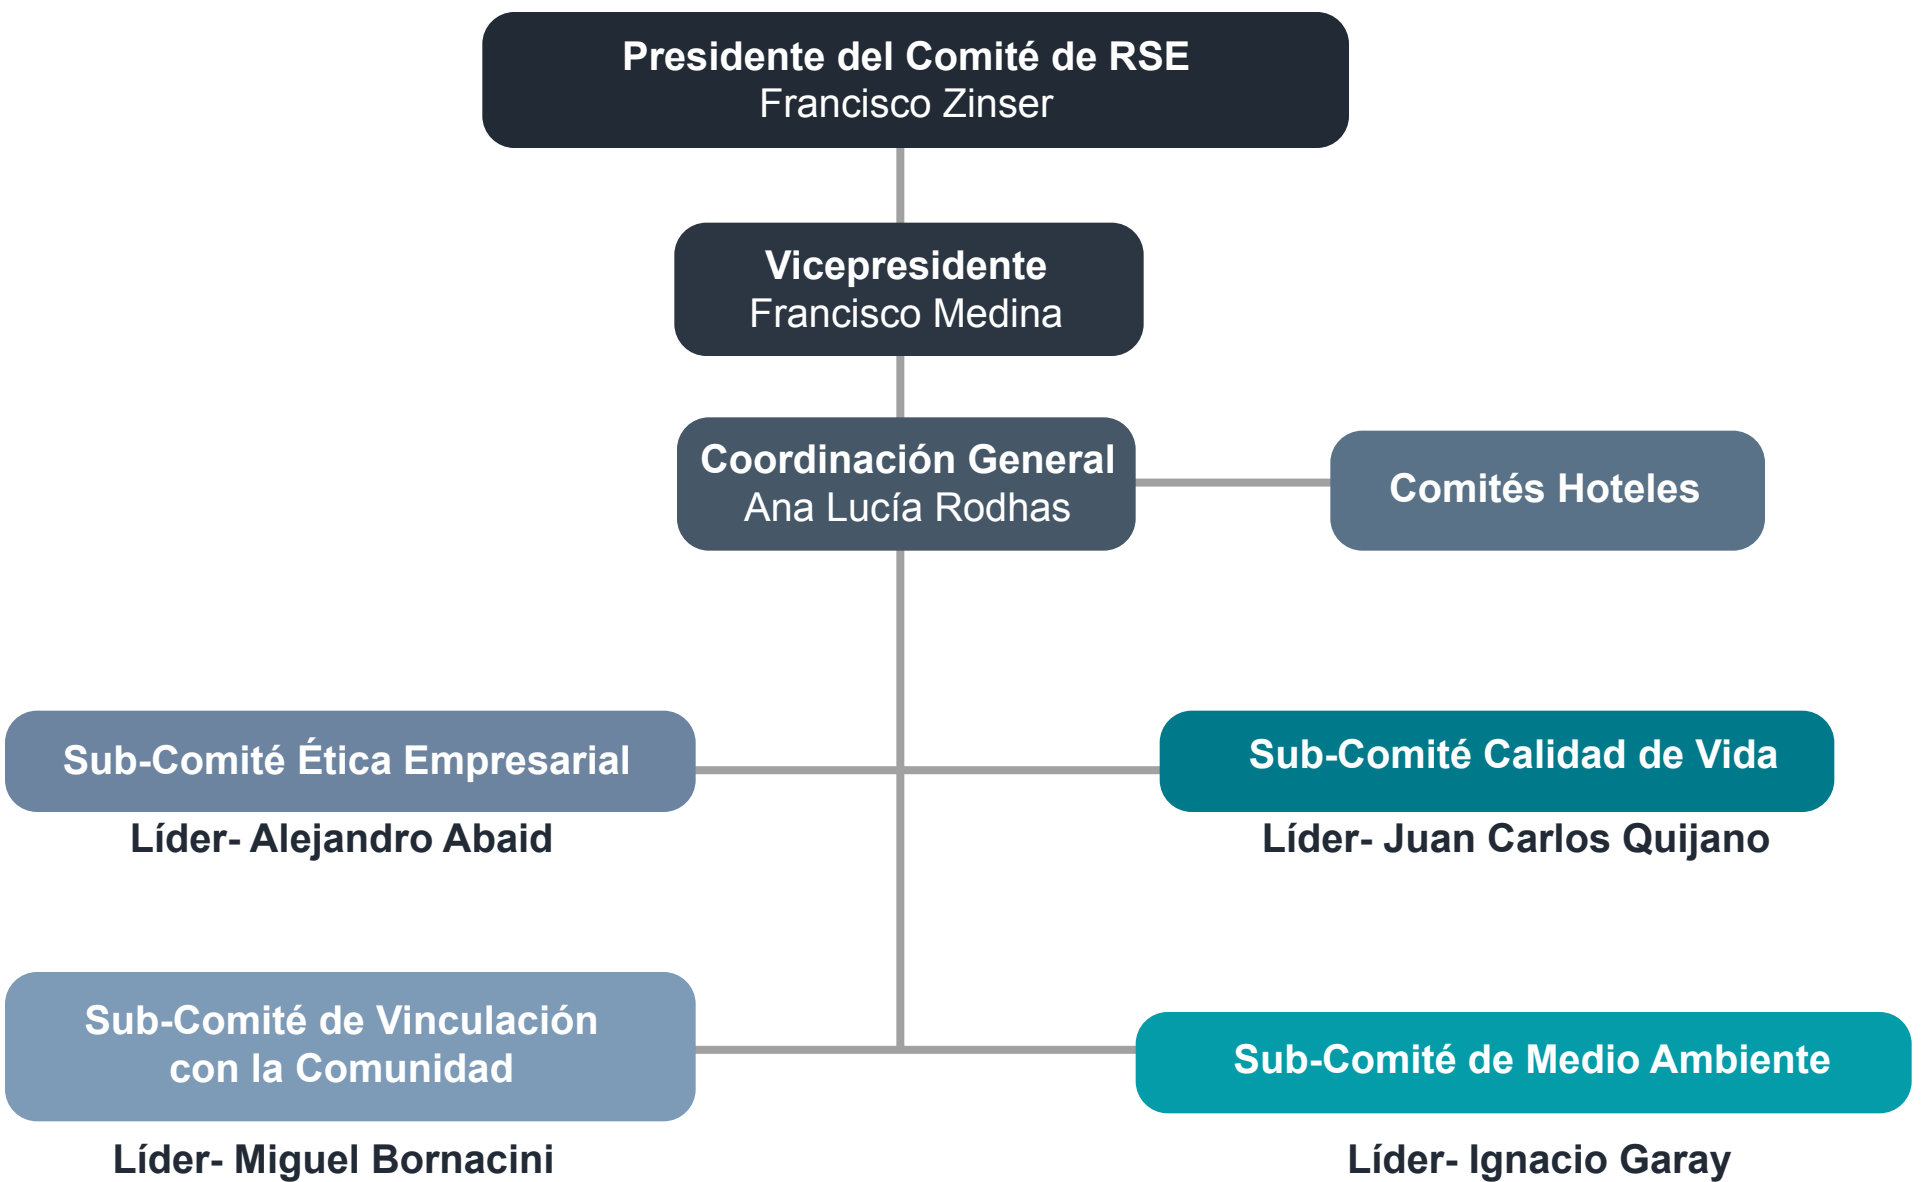 Presidente del Comité de RSE
Francisco Zinser
Vicepresidente
Francisco Medina
Coordinación General
Ana Lucía Rodhas
Comités Hoteles
Sub-Comité Ética Empresarial
Líder- Alejandro Abaid
Sub-Comité Calidad de Vida
Líder- Juan Carlos Quijano
Sub-Comité de Vinculación
con la Comunidad
Líder- Miguel Bornacini
Sub-Comité de Medio Ambiente
Líder- Ignacio Garay